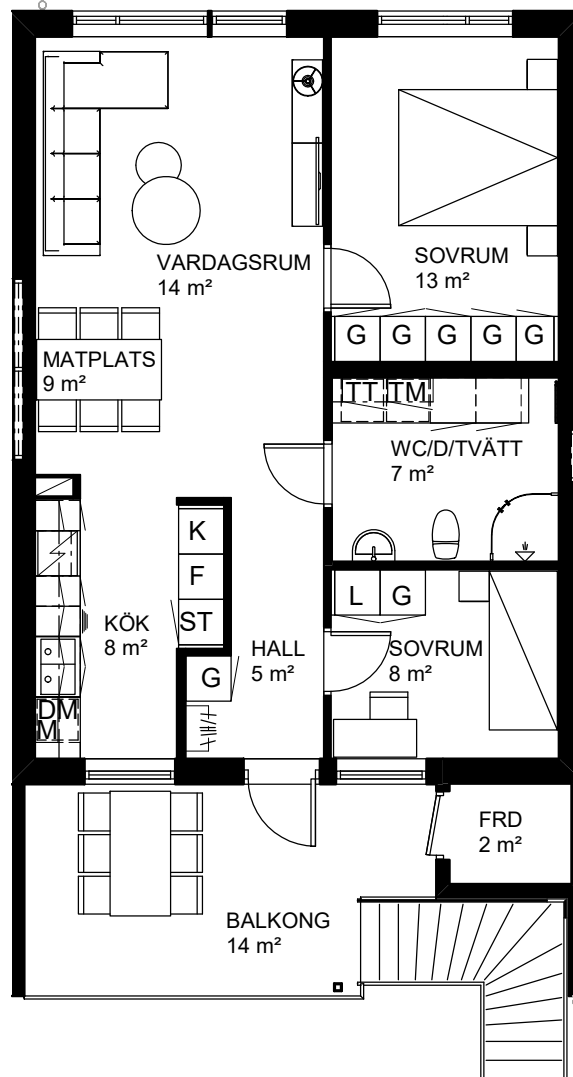 VARDAGSRUM
14 m²
SOVRUM
13 m²
G G G G G
MATPLATS
9 m²
TT TM
WC/D/TVÄTT
7 m²
K
F
ST
KÖK
8 m²
HALL
5 m²
G
L G
SOVRUM
8 m²
DM
M
FRD
2 m²
BALKONG
14 m²